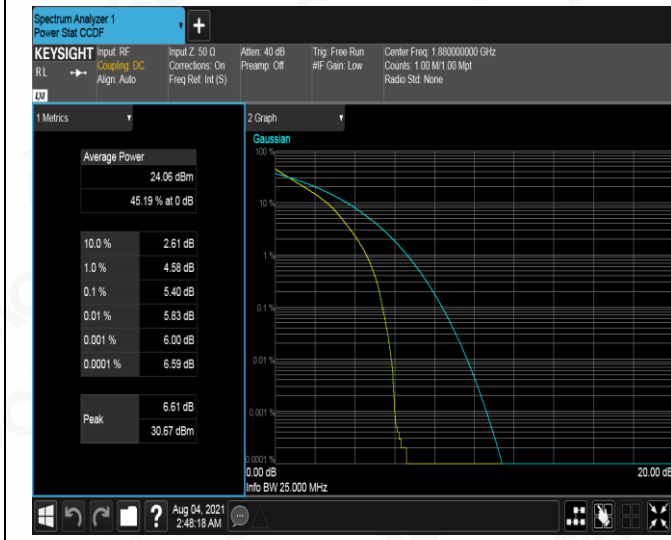 Spectrum Analyzer 1
Power Stat CCDF
+
KEYSIGHT
RL
LXI
Input: RF
Coupling: DC
Align: Auto
Input Z: 50 Ω
Corrections: On
Freq Ref: Int (S)
Atten: 40 dB
Preamp: Off
Trig: Free Run
#IF Gain: Low
Center Freq: 1.880000000 GHz
Counts: 1.00 M/1.00 Mpt
Radio Std: None
1 Metrics
Average Power
24.06 dBm
45.19 % at 0 dB
10.0 % 2.61 dB
1.0 % 4.58 dB
0.1 % 5.40 dB
0.01 % 5.83 dB
0.001 % 6.00 dB
0.0001 % 6.59 dB
Peak
6.61 dB
30.67 dBm
2 Graph
Gaussian
100 %
10 %
1 %
0.1 %
0.01 %
0.001 %
0.0001 %
0.00 dB
20.00 dB
Info BW 25.000 MHz
?
Aug 04, 2021
2:48:18 AM